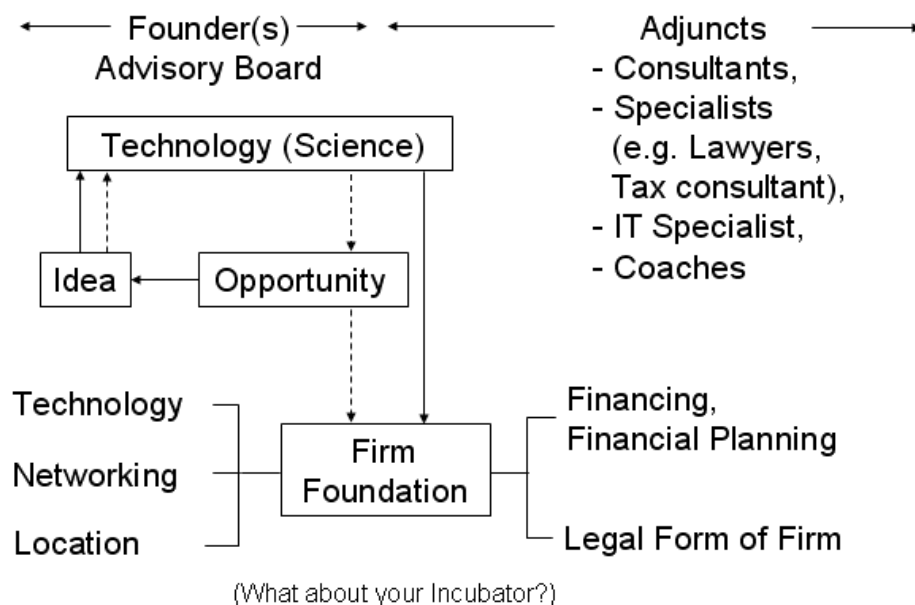 Founder(s)
Advisory Board
Adjuncts
- Consultants,
- Specialists
(e.g. Lawyers,
Tax consultant),
- IT Specialist,
- Coaches
Technology (Science)
Idea
Opportunity
Technology
Networking
Location
Firm
Foundation
Financing,
Financial Planning
Legal Form of Firm
(What about your Incubator?)